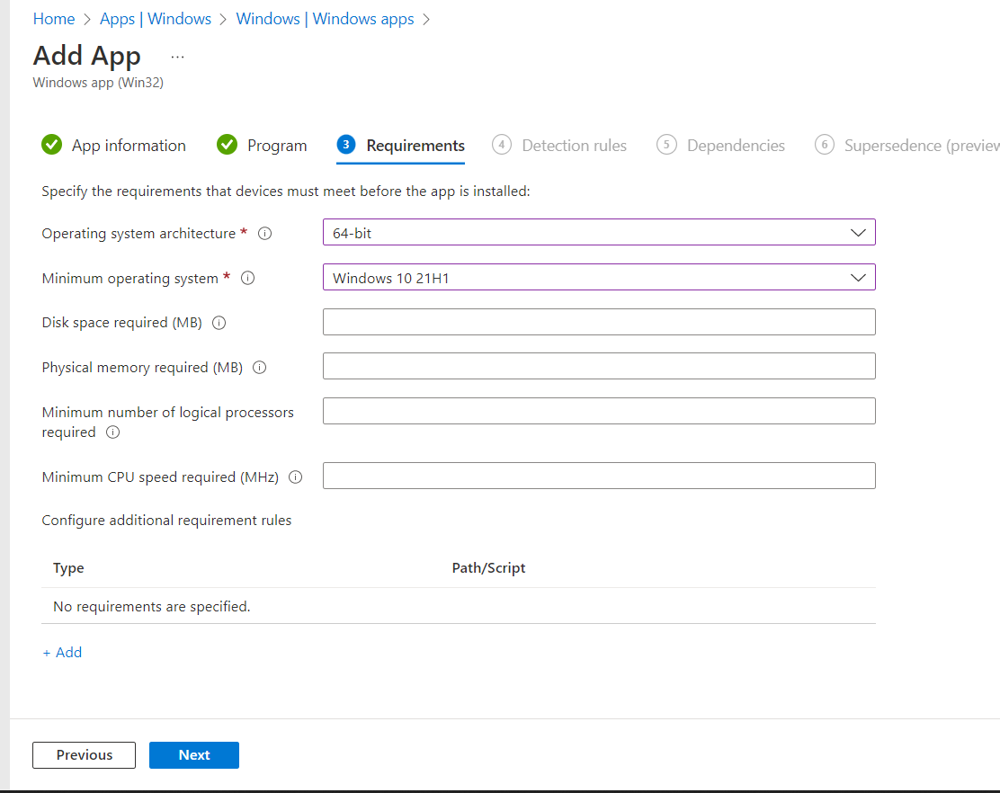 Home > Apps | Windows > Windows | Windows apps >
Add App ...
Windows app (Win32)
App information Program 3 Requirements 4 Detection rules 5 Dependencies 6 Supersedence (preview
Specify the requirements that devices must meet before the app is installed:
Operating system architecture * 64-bit
Minimum operating system * Windows 10 21H1
Disk space required (MB)
Physical memory required (MB)
Minimum number of logical processors
required
Minimum CPU speed required (MHz)
Configure additional requirement rules
Type Path/Script
No requirements are specified.
+ Add
Previous Next